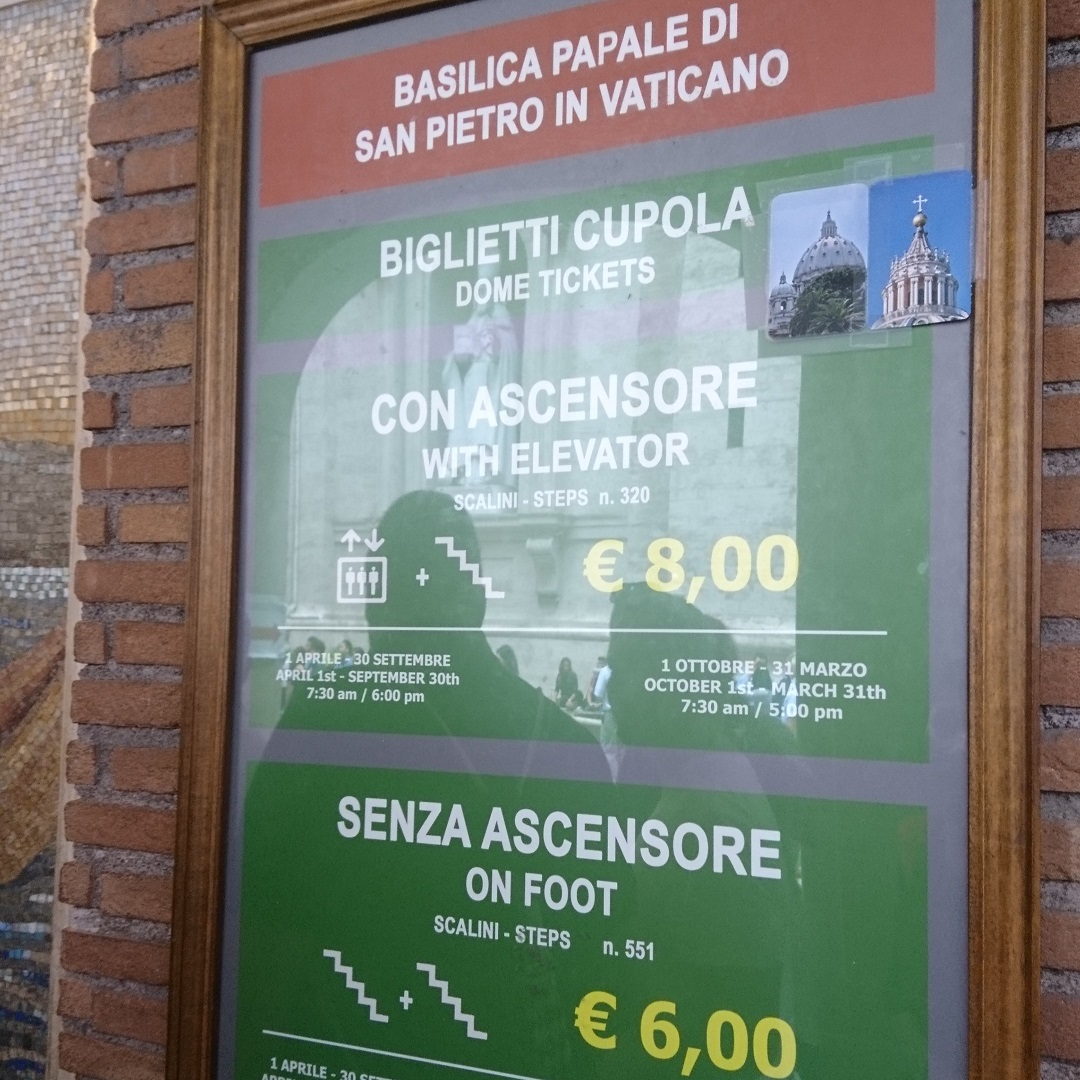 BASILICA PAPALE DI
SAN PIETRO IN VATICANO
BIGLIETTI CUPOLA
DOME TICKETS
CON ASCENSORE
WITH ELEVATOR
SCALINI - STEPS n. 320
+
€ 8,00
1 APRILE - 30 SETTEMBRE
APRIL 1st - SEPTEMBER 30th
7:30 am / 6:00 pm
1 OTTOBRE - 31 MARZO
OCTOBER 1st - MARCH 31th
7:30 am / 5:00 pm
SENZA ASCENSORE
ON FOOT
SCALINI - STEPS n. 551
+
€ 6,00
1 APRILE - 30